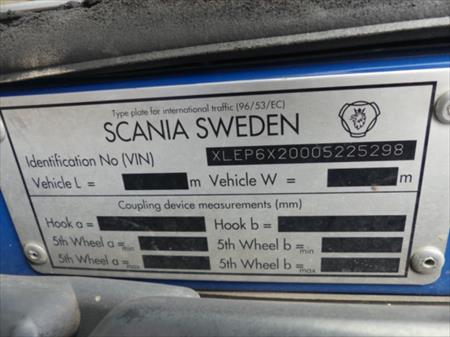 Type plate for international traffic (96/53/EC)
SCANIA SWEDEN
Identification No (VIN) XLEP6X20005225298
Vehicle L = m Vehicle W = m
Coupling device measurements (mm)
Hook a = Hook b =
5th Wheel a =min 5th Wheel b =min
5th Wheel a =max 5th Wheel b =max